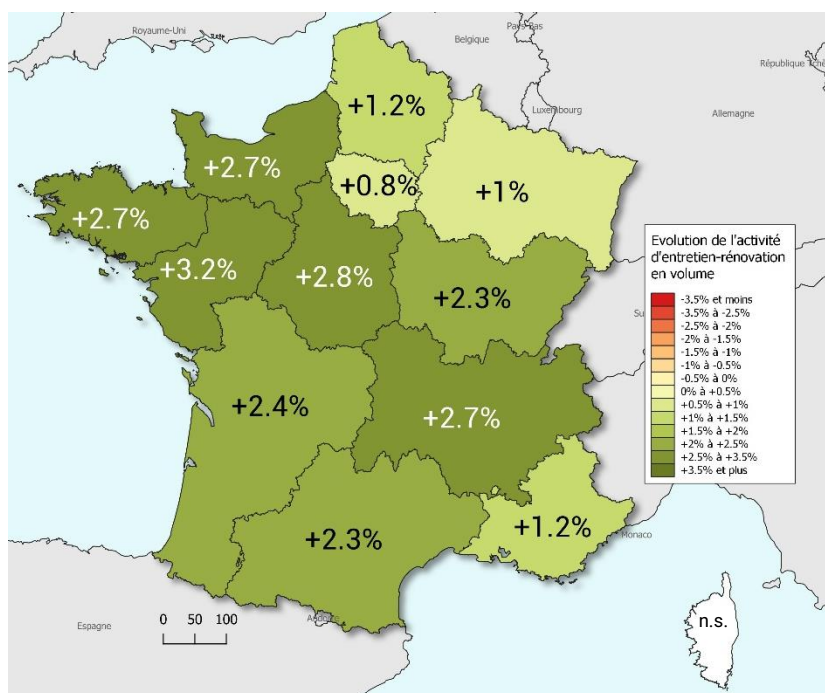 Royaume-Uni
Pays-Bas
Belgique
République Tchè
Luxembourg
Allemagne
+1.2%
+2.7%
+0.8%
+1%
+2.7%
+3.2%
+2.8%
+2.3%
+2.4%
+2.7%
+2.3%
+1.2%
Evolution de l'activité
d'entretien-rénovation
en volume
-3.5% et moins
-3.5% à -2.5%
-2.5% à -2%
-2% à -1.5%
-1.5% à -1%
-1% à -0.5%
-0.5% à 0%
0% à +0.5%
+0.5% à +1%
+1% à +1.5%
+1.5% à +2%
+2% à +2.5%
+2.5% à +3.5%
+3.5% et plus
Su
Monaco
n.s.
Espagne
0 50 100